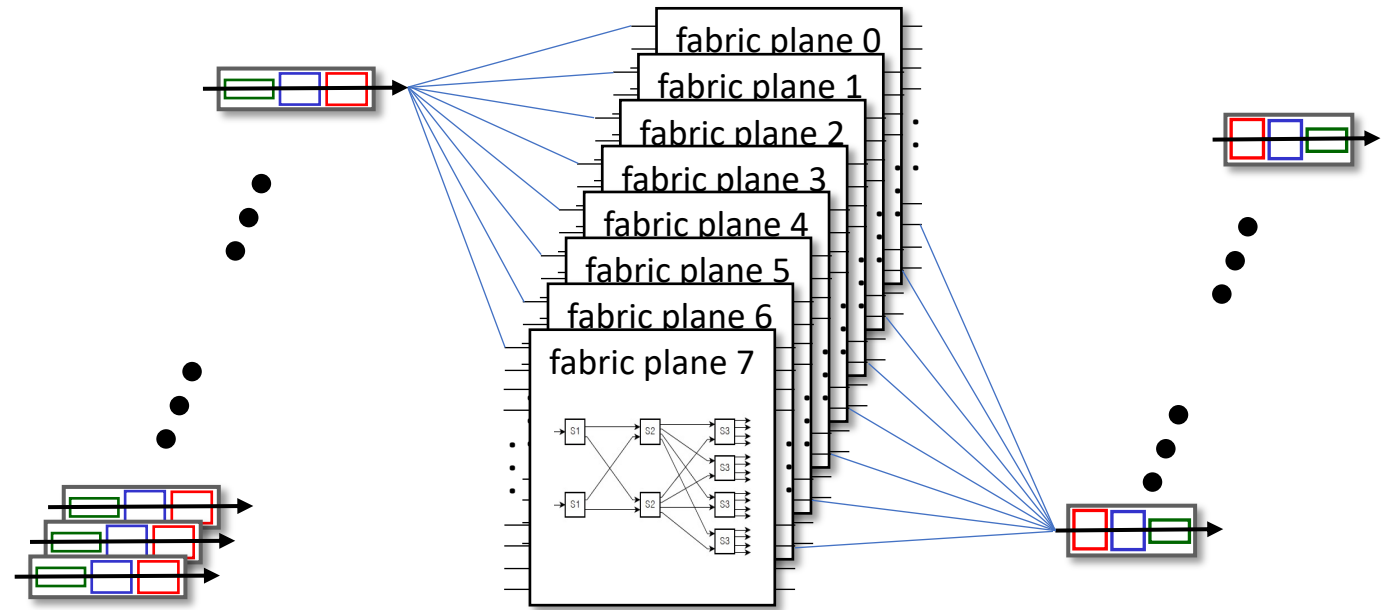 fabric plane 0
fabric plane 1
fabric plane 2
fabric plane 3
fabric plane 4
fabric plane 5
fabric plane 6
fabric plane 7
S1 S2 S3
S3
S1 S2 S3
S3